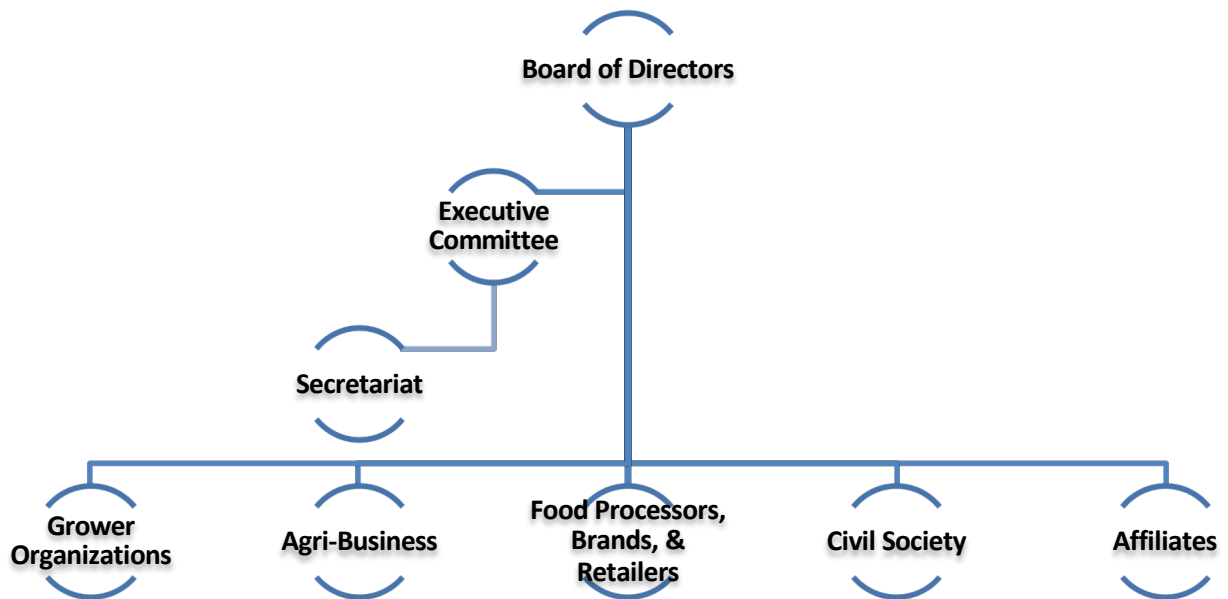 Board of Directors
Executive
Committee
Secretariat
Grower
Organizations
Agri-Business
Food Processors,
Brands, &
Retailers
Civil Society
Affiliates